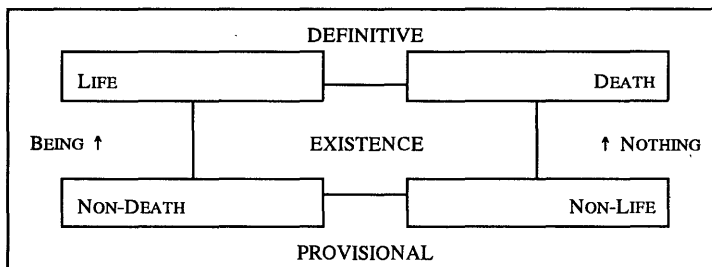 DEFINITIVE
LIFE DEATH
BEING ↑ EXISTENCE ↑ NOTHING
NON-DEATH NON-LIFE
PROVISIONAL